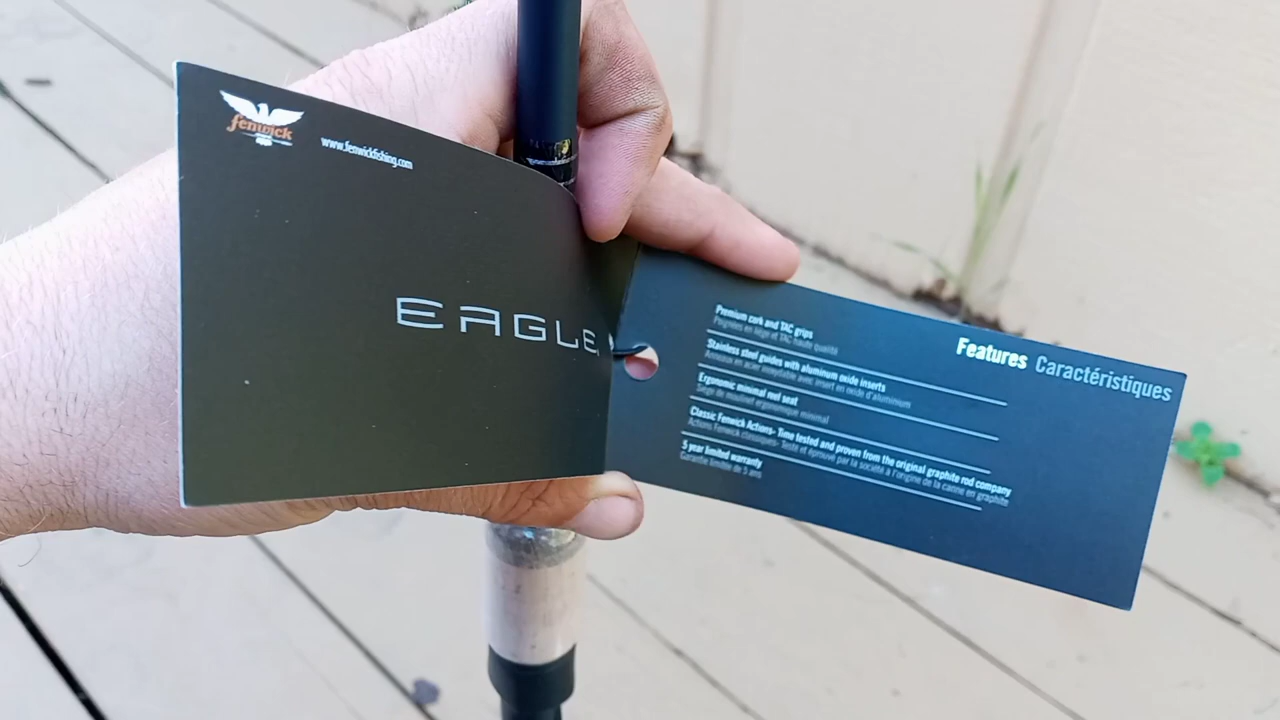 fenwick
www.fenwickfishing.com
EAGLE
Features Caractéristiques
Premium cork and TAC grips
Poignées en liège et TAC haute qualité
Stainless steel guides with aluminum oxide inserts
Anneaux en acier inoxydable avec insert en oxide d'aluminium
Ergonomic minimal reel seat
Siège de moulinet ergonomique minimal
Classic Fenwick Actions- Time tested and proven from the original graphite rod company
Actions Fenwick classiques- Testé et éprouvé par la société à l'origine de la canne en graphite
5 year limited warranty
Garantie limitée de 5 ans